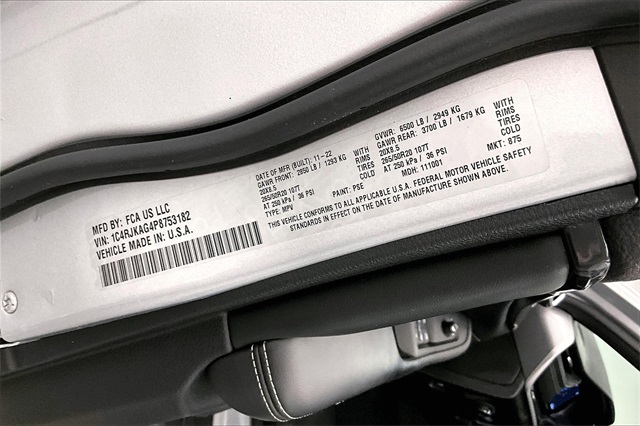 MFD BY: FCA US LLC
VIN: 1C4RJKAG4P8753182
VEHICLE MADE IN: U.S.A.
DATE OF MFR (BUILT): 11-22 GVWR: 6500 LB / 2949 KG
GAWR FRONT: 2850 LB / 1293 KG WITH GAWR REAR: 3700 LB / 1679 KG WITH
20X8.5 RIMS 20X8.5 RIMS
265/50R20 107T TIRES 265/50R20 107T TIRES
AT 250 kPa / 36 PSI COLD AT 250 kPa / 36 PSI COLD
TYPE: MPV PAINT: PSE MDH: 111001 MKT: 875
THIS VEHICLE CONFORMS TO ALL APPLICABLE U.S.A. FEDERAL MOTOR VEHICLE SAFETY
STANDARDS IN EFFECT ON THE DATE OF MANUFACTURE SHOWN ABOVE.